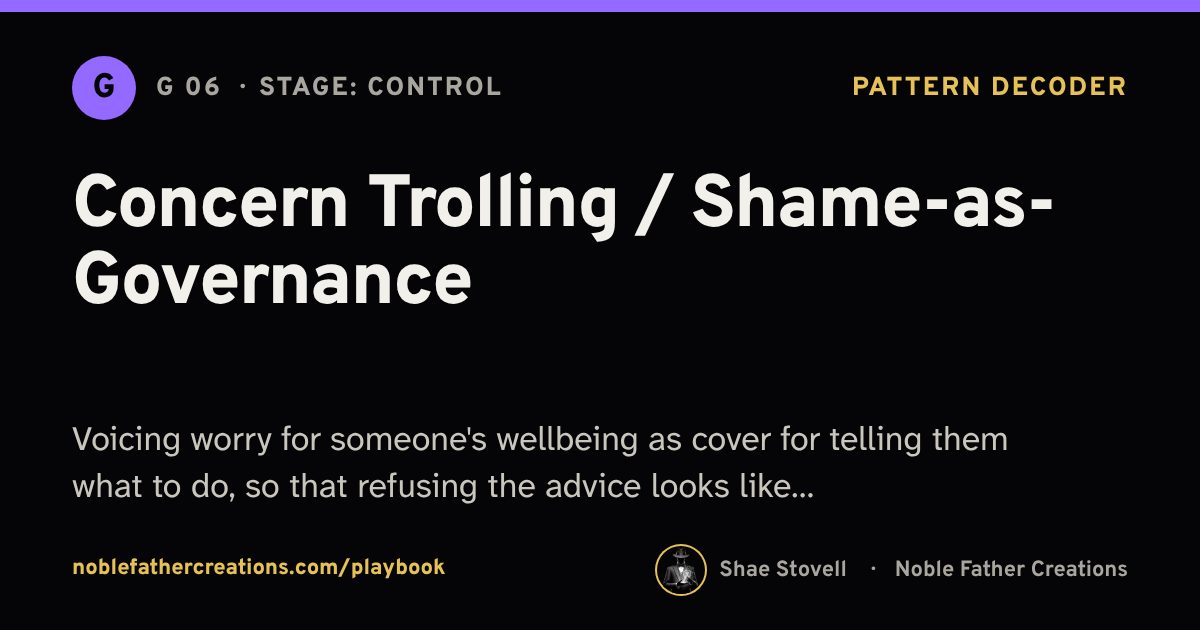 G
G 06 · STAGE: CONTROL
PATTERN DECODER
Concern Trolling / Shame-as-
Governance
Voicing worry for someone's wellbeing as cover for telling them
what to do, so that refusing the advice looks like...
noblefathercreations.com/playbook
Shae Stovell · Noble Father Creations